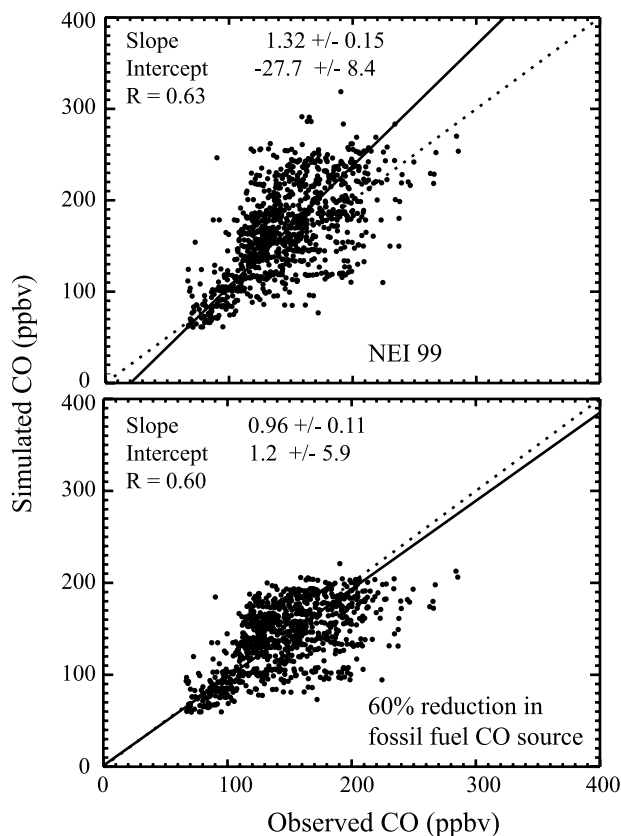 400
Slope 1.32 +/- 0.15
Intercept -27.7 +/- 8.4
R = 0.63
300
200
100
NEI 99
0
Simulated CO (ppbv)
400
Slope 0.96 +/- 0.11
Intercept 1.2 +/- 5.9
R = 0.60
300
200
100
60% reduction in
fossil fuel CO source
0
0 100 200 300 400
Observed CO (ppbv)